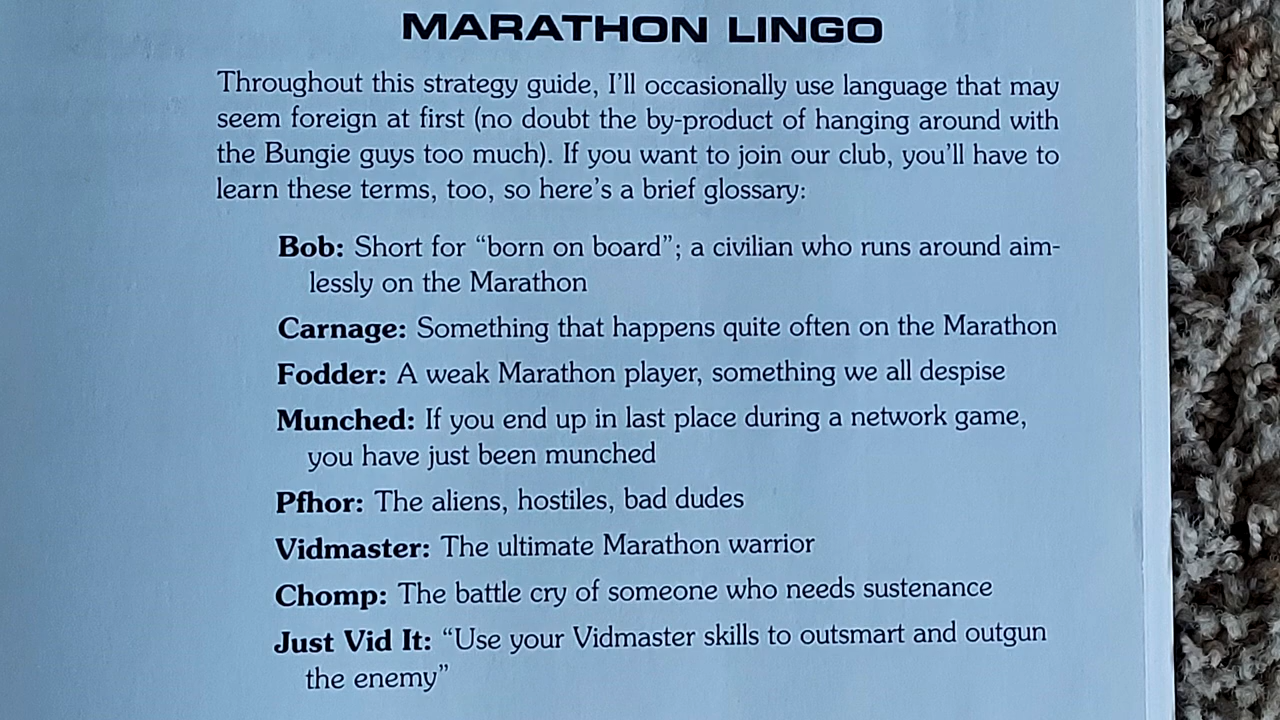 MARATHON LINGO
Throughout this strategy guide, I'll occasionally use language that may
seem foreign at first (no doubt the by-product of hanging around with
the Bungie guys too much). If you want to join our club, you'll have to
learn these terms, too, so here's a brief glossary:
Bob: Short for “born on board”; a civilian who runs around aim-
lessly on the Marathon
Carnage: Something that happens quite often on the Marathon
Fodder: A weak Marathon player, something we all despise
Munched: If you end up in last place during a network game,
you have just been munched
Pfhor: The aliens, hostiles, bad dudes
Vidmaster: The ultimate Marathon warrior
Chomp: The battle cry of someone who needs sustenance
Just Vid It: “Use your Vidmaster skills to outsmart and outgun
the enemy”